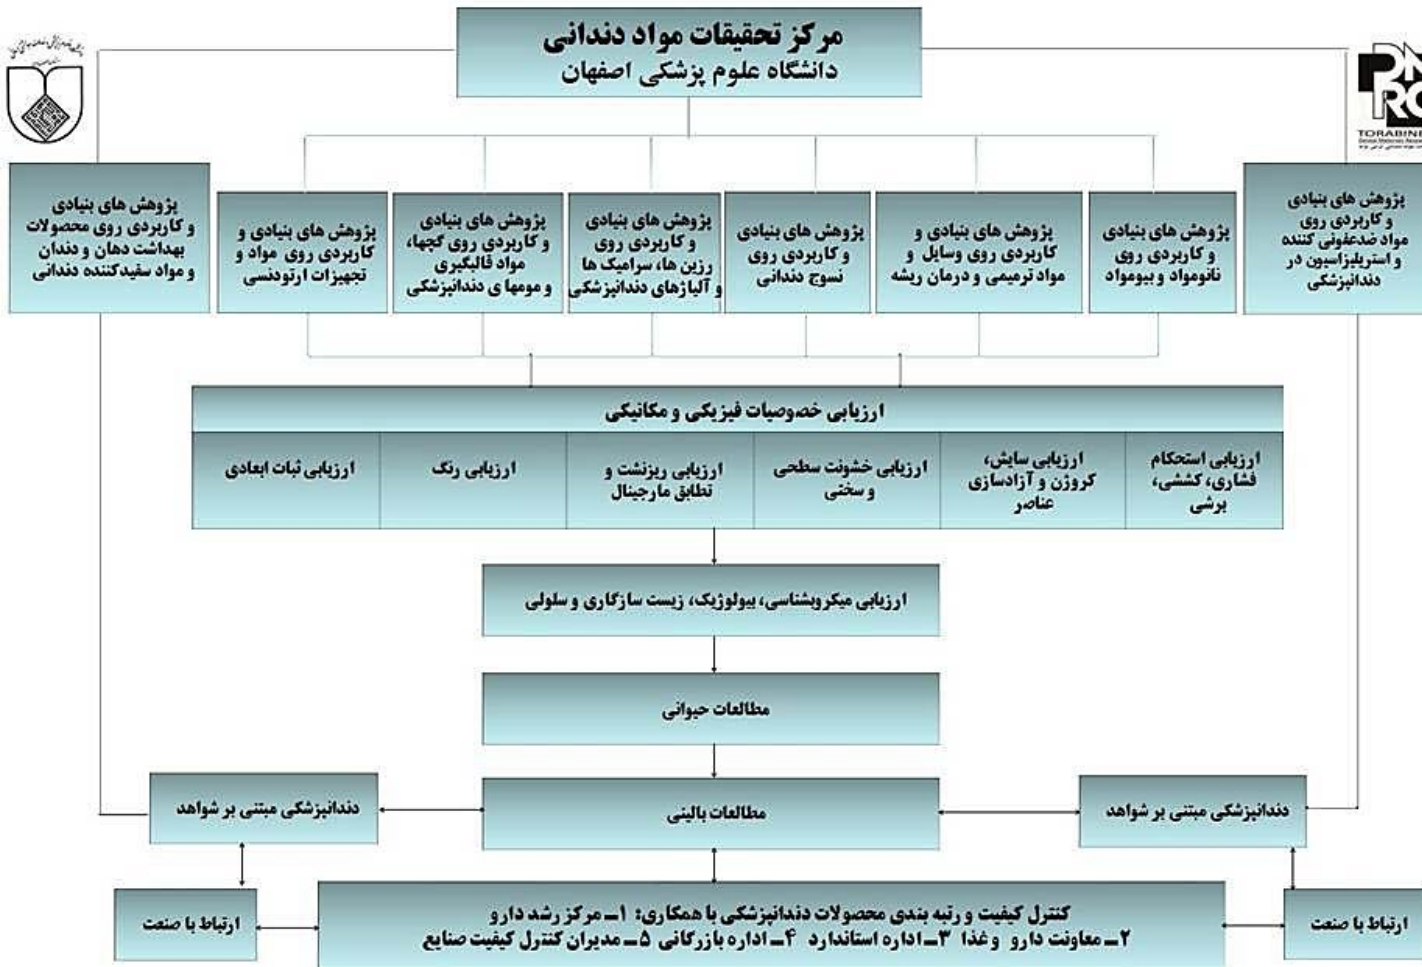 مرکز تحقیقات مواد دندانی
دانشگاه علوم پزشکی اصفهان
TORABINE
پژوهش های بنیادی
و کاربردی روی
مواد ضدعفونی کننده
و استریلیزاسیون در
دندانپزشکی
پژوهش های بنیادی
و کاربردی روی
نانومواد و بیومواد
پژوهش های بنیادی و
کاربردی روی وسایل و
مواد ترمیمی و درمان ریشه
پژوهش های بنیادی
و کاربردی روی
نسوج دندانی
پژوهش های بنیادی
و کاربردی روی
رزین ها، سرامیک ها
و آلیاژهای دندانپزشکی
پژوهش های بنیادی
و کاربردی روی گچها،
مواد قالبگیری
و مومها ی دندانپزشکی
پژوهش های بنیادی و
کاربردی روی مواد و
تجهیزات ارتودنسی
پژوهش های بنیادی
و کاربردی روی محصولات
بهداشت دهان و دندان
و مواد سفیدکننده دندانی
ارزیابی خصوصیات فیزیکی و مکانیکی
ارزیابی استحکام
فشاری، کششی،
برشی
ارزیابی سایش،
کروژن و آزادسازی
عناصر
ارزیابی خشونت سطحی
و سختی
ارزیابی ریزنشت و
تطابق مارجینال
ارزیابی رنگ
ارزیابی ثبات ابعادی
ارزیابی میکروبشناسی، بیولوژیک، زیست سازگاری و سلولی
مطالعات حیوانی
دندانپزشکی مبتنی بر شواهد
مطالعات بالینی
دندانپزشکی مبتنی بر شواهد
ارتباط با صنعت
کنترل کیفیت و رتبه بندی محصولات دندانپزشکی با همکاری: ۱ــ مرکز رشد دارو
۲ــ معاونت دارو و غذا ۳ــ اداره استاندارد ۴ــ اداره بازرگانی ۵ــ مدیران کنترل کیفیت صنایع
ارتباط با صنعت